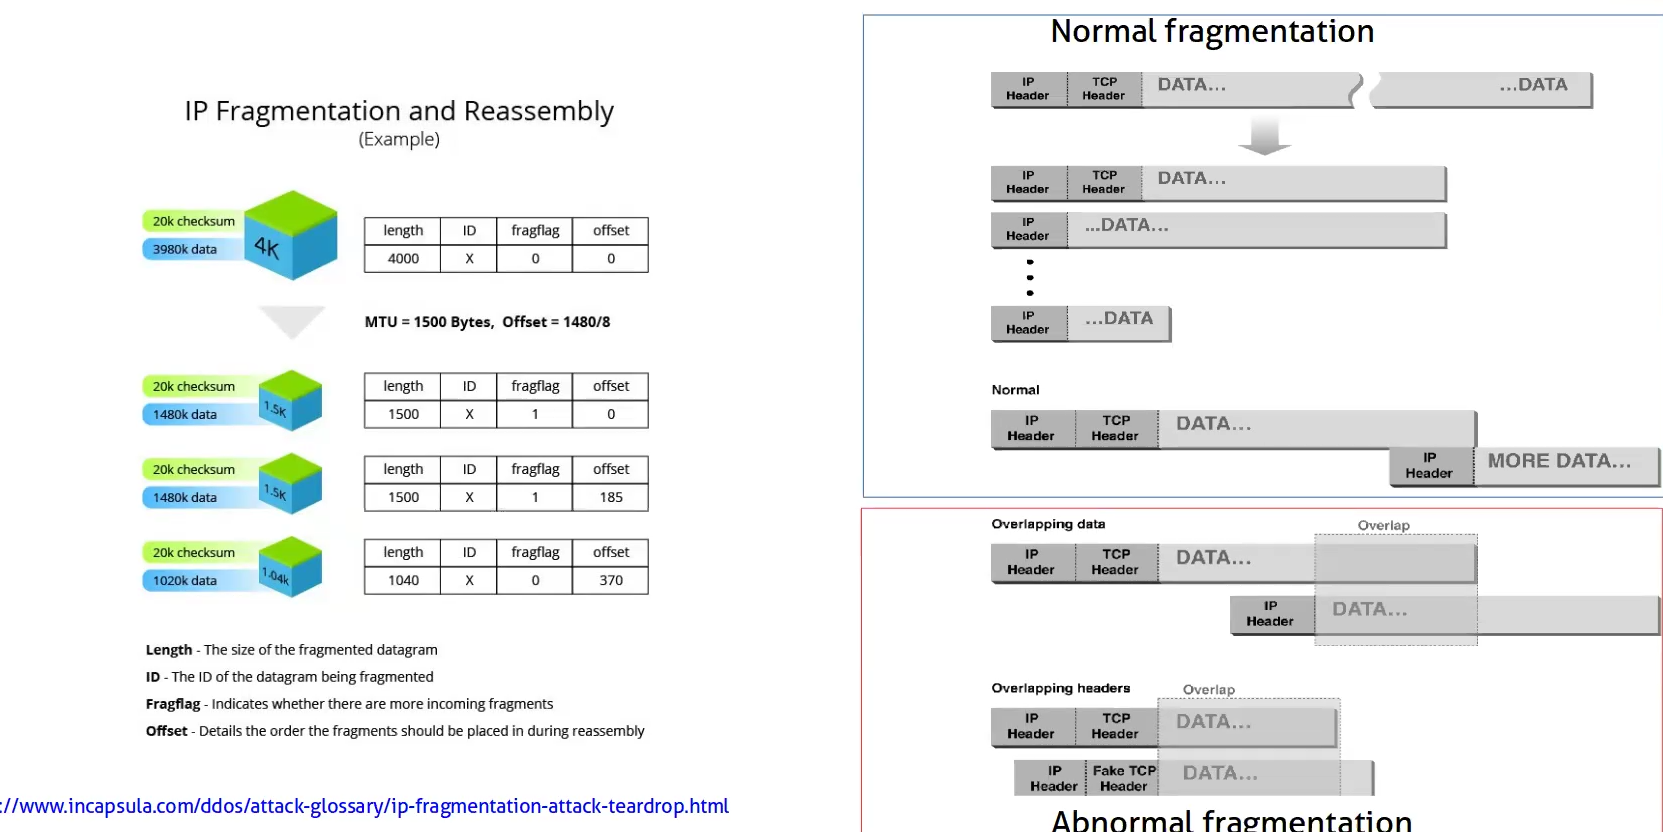 IP Fragmentation and Reassembly
(Example)
20k checksum
3980k data
4K
length ID fragflag offset
4000 X 0 0
MTU = 1500 Bytes, Offset = 1480/8
20k checksum
1480k data
1.5K
length ID fragflag offset
1500 X 1 0
20k checksum
1480k data
1.5K
length ID fragflag offset
1500 X 1 185
20k checksum
1020k data
1.04k
length ID fragflag offset
1040 X 0 370
Length - The size of the fragmented datagram
ID - The ID of the datagram being fragmented
Fragflag - Indicates whether there are more incoming fragments
Offset - Details the order the fragments should be placed in during reassembly
://www.incapsula.com/ddos/attack-glossary/ip-fragmentation-attack-teardrop.html
Normal fragmentation
IP Header TCP Header DATA... ...DATA
IP Header TCP Header DATA...
IP Header ...DATA...
IP Header ...DATA
Normal
IP Header TCP Header DATA...
IP Header MORE DATA...
Overlapping data
Overlap
IP Header TCP Header DATA...
IP Header DATA...
Overlapping headers
Overlap
IP Header TCP Header DATA...
IP Header Fake TCP Header DATA...
Abnormal fragmentation